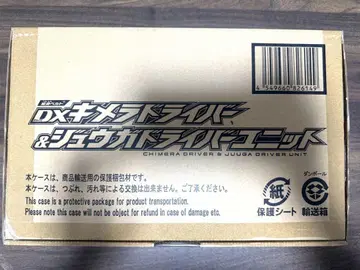 4 549660 826149
変身ベルト
DXキメラドライバー
&ジュウガドライバーユニット
CHIMERA DRIVER & JUUGA DRIVER UNIT
本ケースは、商品輸送用の保護梱包材です。
本ケースは、つぶれ、汚れ等による交換は出来ません。ご了承ください。
This case is a protective package for product transportation.
Please note this case will not be object for refund in case of damage etc.
紙
保護シート
ダンボール
輸送箱